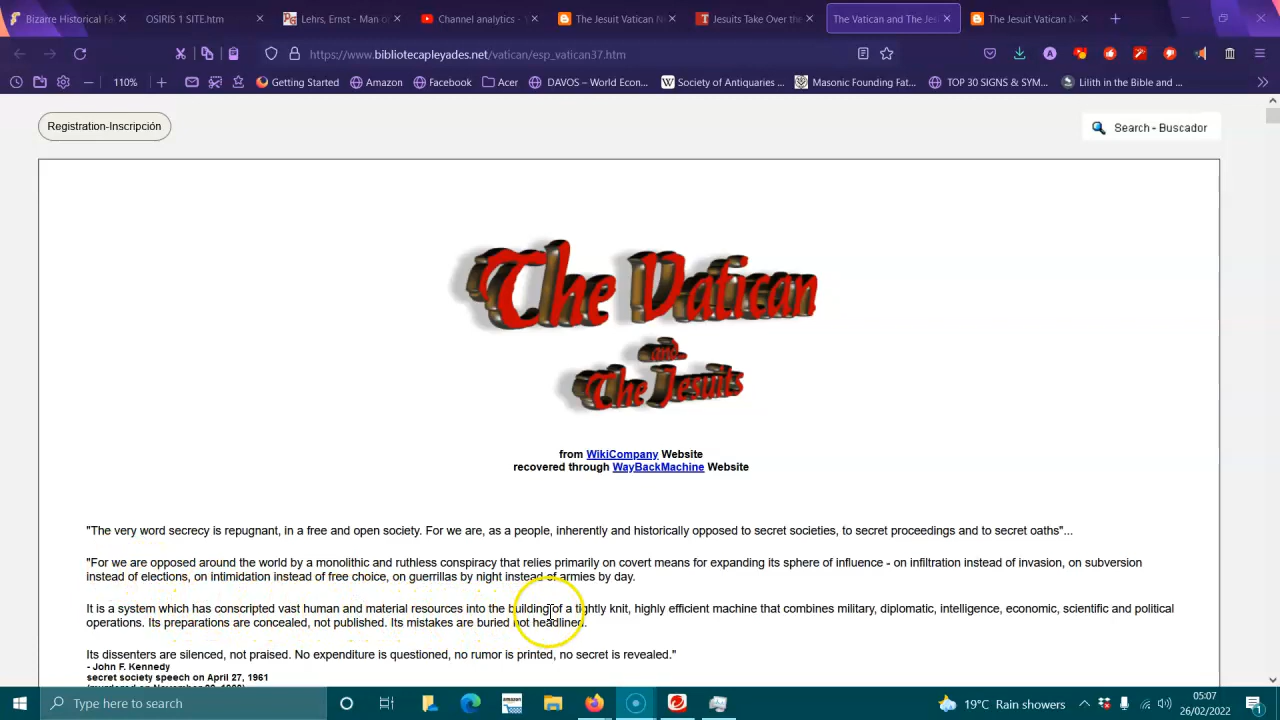 Bizarre Historical Fa
OSIRIS 1 SITE.htm
Lehrs, Ernst - Man o
Channel analytics -
The Jesuit Vatican N
Jesuits Take Over the
The Vatican and The Je
The Jesuit Vatican N
https://www.bibliotecapleyades.net/vatican/esp_vatican37.htm
110%
Getting Started
Amazon
Facebook
Acer
DAVOS – World Econ...
Society of Antiquaries ...
Masonic Founding Fat...
TOP 30 SIGNS & SYM...
Lilith in the Bible and ...
Registration-Inscripción
Search - Buscador
The Vatican
and
The Jesuits
from WikiCompany Website
recovered through WayBackMachine Website
"The very word secrecy is repugnant, in a free and open society. For we are, as a people, inherently and historically opposed to secret societies, to secret proceedings and to secret oaths"...
"For we are opposed around the world by a monolithic and ruthless conspiracy that relies primarily on covert means for expanding its sphere of influence - on infiltration instead of invasion, on subversion
instead of elections, on intimidation instead of free choice, on guerrillas by night instead of armies by day.
It is a system which has conscripted vast human and material resources into the building of a tightly knit, highly efficient machine that combines military, diplomatic, intelligence, economic, scientific and political
operations. Its preparations are concealed, not published. Its mistakes are buried not headlined.
Its dissenters are silenced, not praised. No expenditure is questioned, no rumor is printed, no secret is revealed."
- John F. Kennedy
secret society speech on April 27, 1961
Type here to search
amazon
19°C Rain showers
05:07
26/02/2022